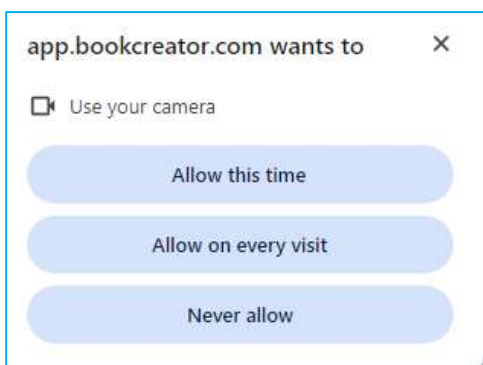 app.bookcreator.com wants to
Use your camera
Allow this time
Allow on every visit
Never allow